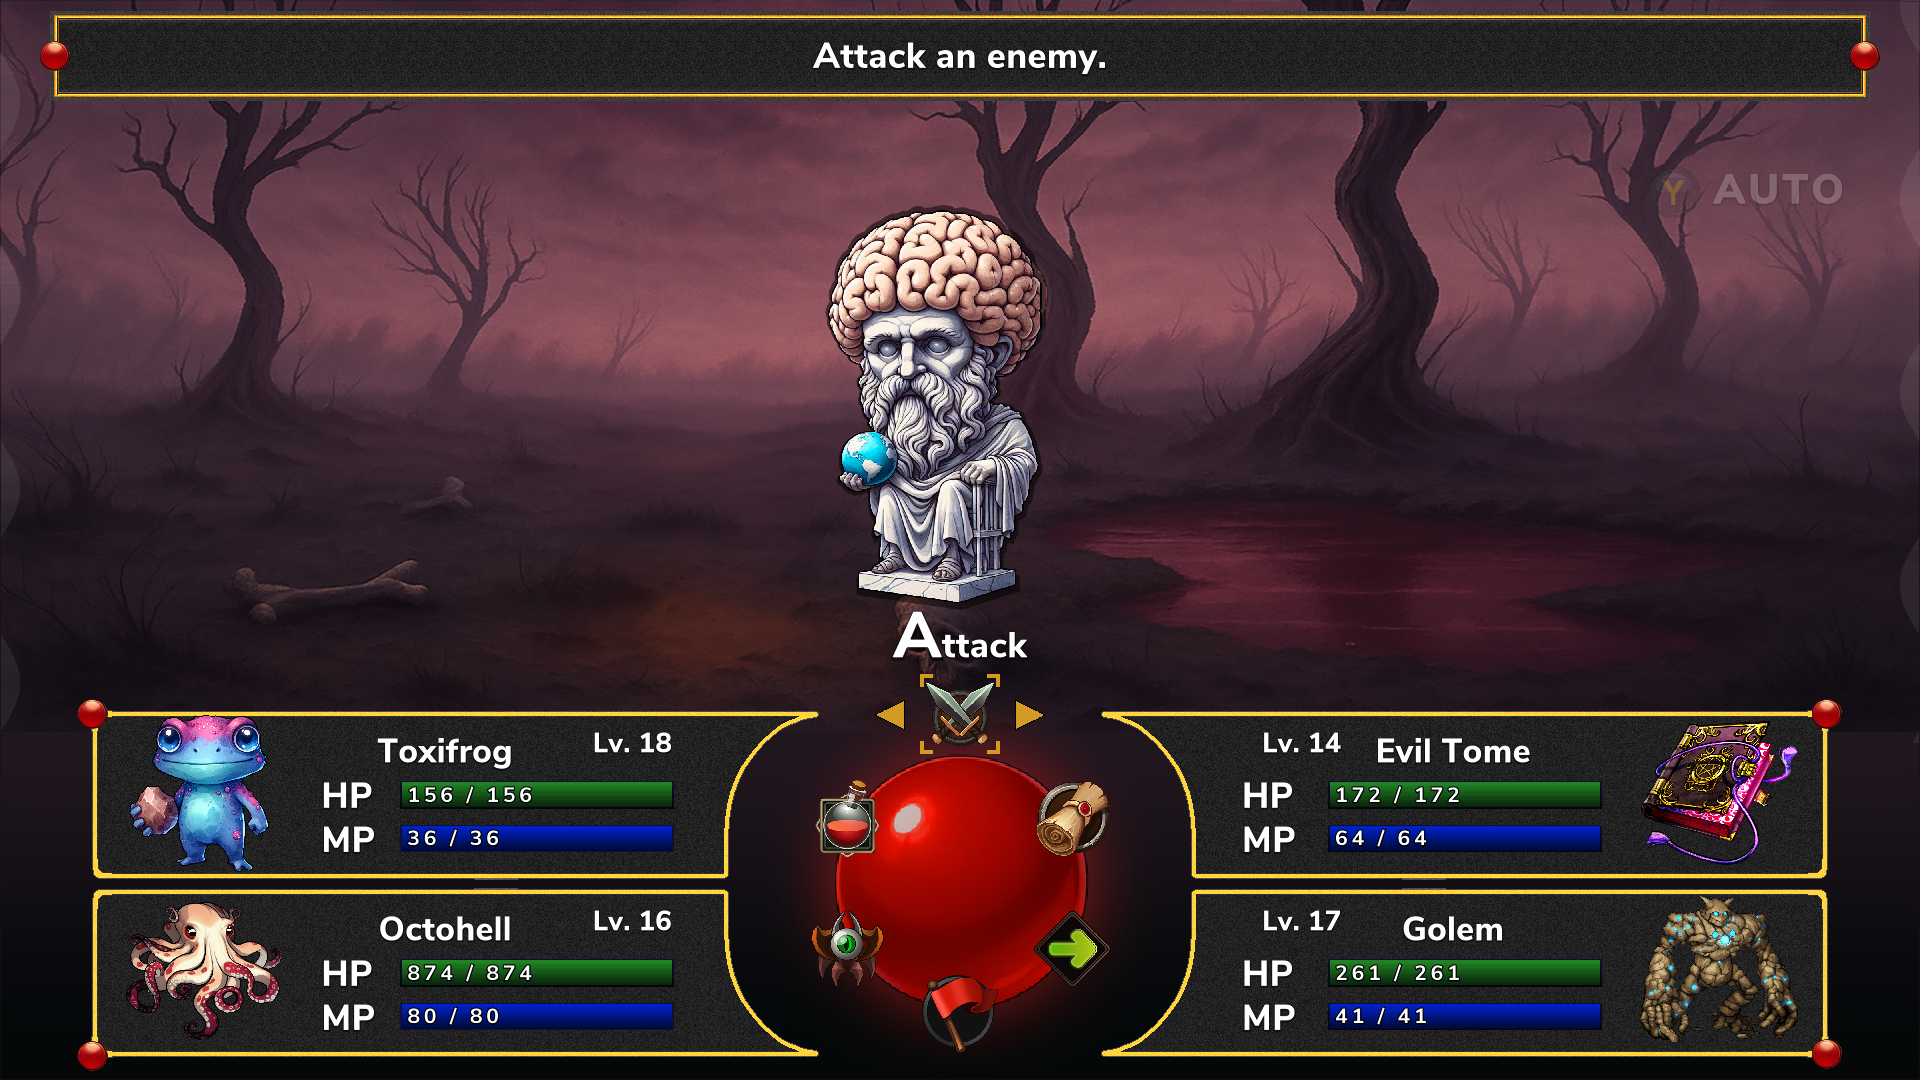 Attack an enemy.
Y AUTO
Attack
Toxifrog Lv. 18
HP 156 / 156
MP 36 / 36
Lv. 14 Evil Tome
HP 172 / 172
MP 64 / 64
Octohell Lv. 16
HP 874 / 874
MP 80 / 80
Lv. 17 Golem
HP 261 / 261
MP 41 / 41